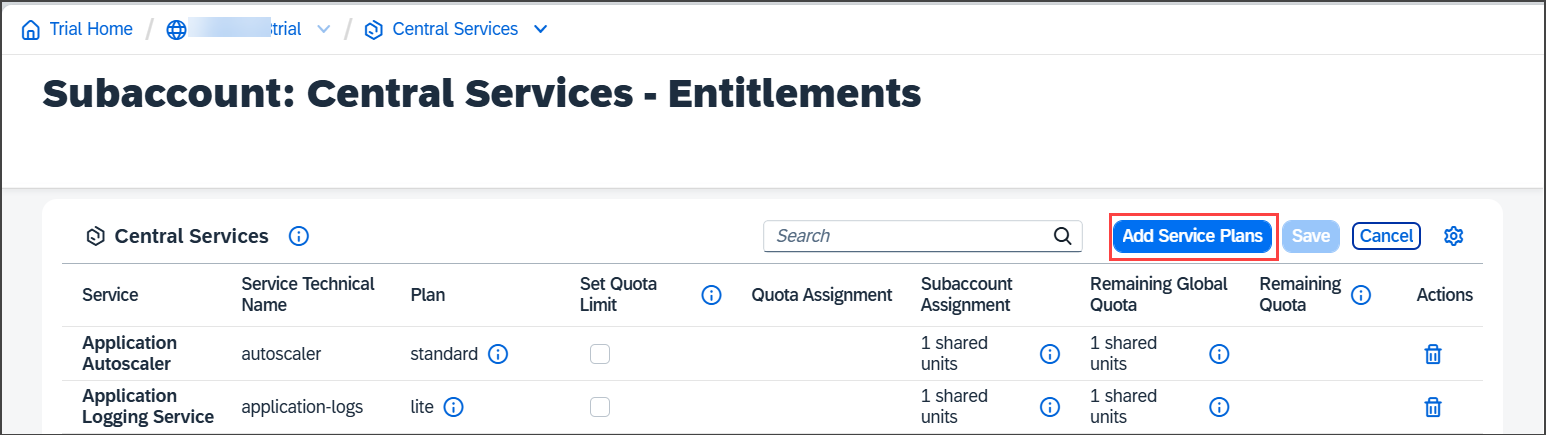 Trial Home / trial / Central Services
Subaccount: Central Services - Entitlements
Central Services Search Add Service Plans Save Cancel
Service Service Technical Name Plan Set Quota Limit Quota Assignment Subaccount Assignment Remaining Global Quota Remaining Quota Actions
Application Autoscaler autoscaler standard 1 shared units 1 shared units
Application Logging Service application-logs lite 1 shared units 1 shared units